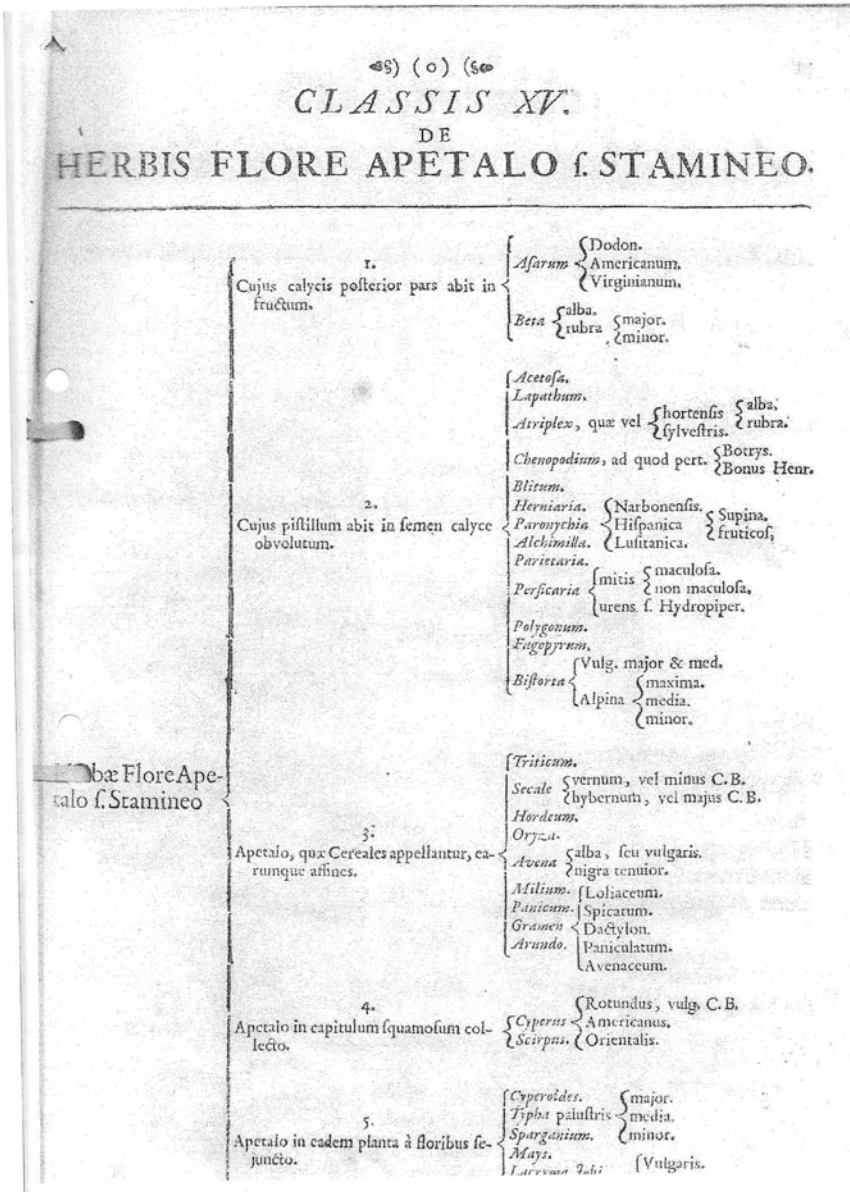 §) (o) (§
CLASSIS XV.
DE
HERBIS FLORE APETALO ſ. STAMINEO.
bæ Flore Ape-
talo ſ. Stamineo
1.
Cujus calycis poſterior pars abit in
fructum.
Aſarum
Dodon.
Americanum.
Virginianum.
Beta
alba.
rubra
major.
minor.
2.
Cujus piſtillum abit in ſemen calyce
obvolutum.
Acetoſa.
Lapathum.
Atriplex, quæ vel
hortenſis
ſylveſtris.
alba.
rubra.
Chenopodium, ad quod pert.
Botrys.
Bonus Henr.
Blitum.
Herniaria.
Paronychia
Alchimilla.
Narbonenſis.
Hiſpanica
Luſitanica.
Supina.
fruticoſ.
Parietaria.
Perſicaria
mitis
maculoſa.
non maculoſa.
urens ſ. Hydropiper.
Polygonum.
Fagopyrum.
Biſtorta
Vulg. major & med.
Alpina
maxima.
media.
minor.
3.
Apetalo, quæ Cereales appellantur, ea-
rumque affines.
Triticum.
Secale
vernum, vel minus C.B.
hybernum, vel majus C.B.
Hordeum.
Oryza.
Avena
alba, ſeu vulgaris.
nigra tenuior.
Milium.
Panicum.
Gramen
Arundo.
Loliaceum.
Spicatum.
Dactylon.
Paniculatum.
Avenaceum.
4.
Apetalo in capitulum ſquamoſum col-
lecto.
Cyperus
Scirpus.
Rotundus, vulg. C.B.
Americanus.
Orientalis.
5.
Apetalo in eadem planta à floribus ſe-
juncto.
Cyperoides.
Tipha paluſtris
Sparganium.
major.
media.
minor.
Mays.
Lacryma Jobi
Vulgaris.